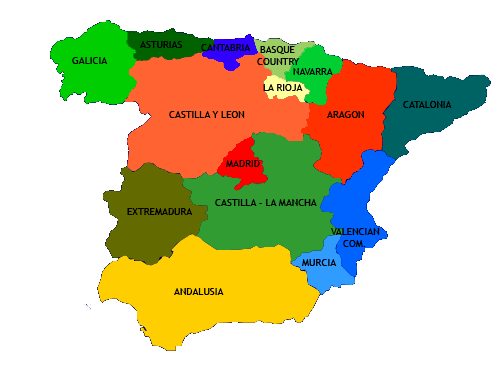 ASTURIAS
CANTABRIA
BASQUE
COUNTRY
GALICIA
NAVARRA
LA RIOJA
CATALONIA
CASTILLA Y LEON
ARAGON
MADRID
CASTILLA - LA MANCHA
EXTREMADURA
VALENCIAN
COM.
MURCIA
ANDALUSIA